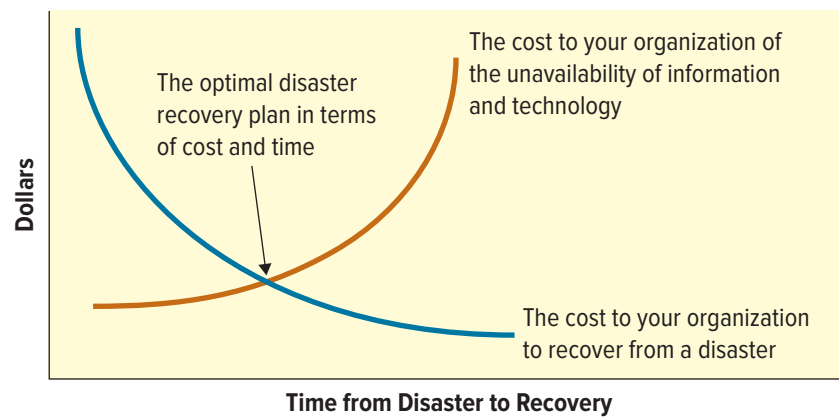 The cost to your organization of
the unavailability of information
and technology
The optimal disaster
recovery plan in terms
of cost and time
Dollars
The cost to your organization
to recover from a disaster
Time from Disaster to Recovery